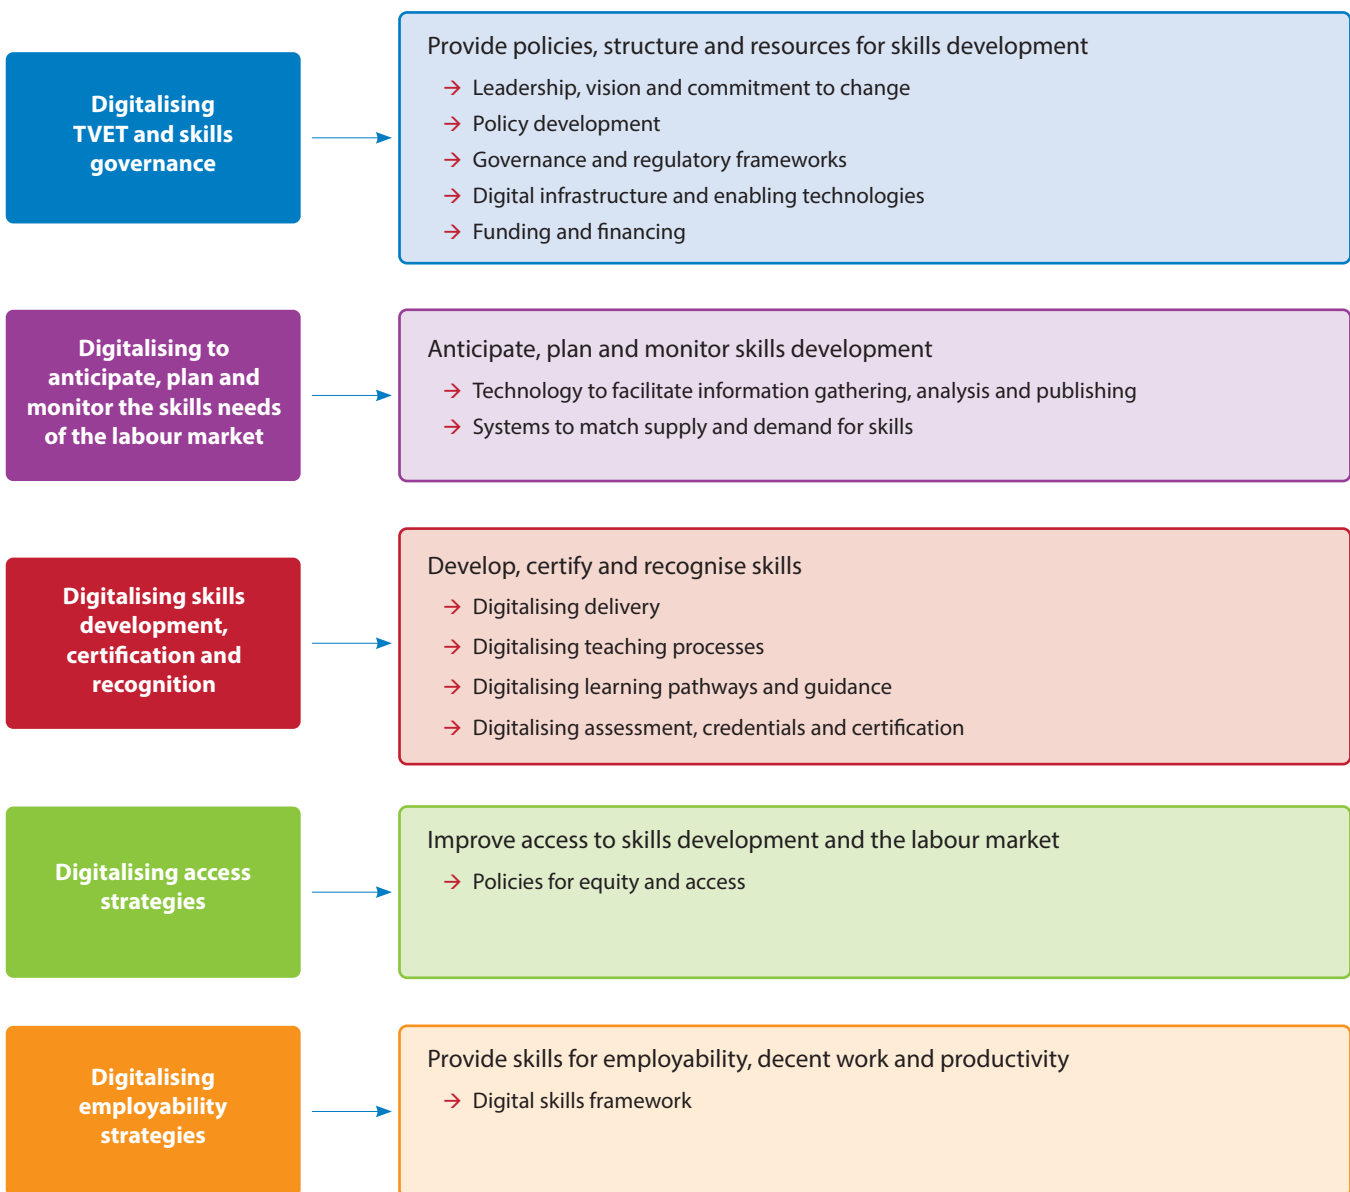 Digitalising
TVET and skills
governance
Provide policies, structure and resources for skills development
→ Leadership, vision and commitment to change
→ Policy development
→ Governance and regulatory frameworks
→ Digital infrastructure and enabling technologies
→ Funding and financing
Digitalising to
anticipate, plan and
monitor the skills needs
of the labour market
Anticipate, plan and monitor skills development
→ Technology to facilitate information gathering, analysis and publishing
→ Systems to match supply and demand for skills
Digitalising skills
development,
certification and
recognition
Develop, certify and recognise skills
→ Digitalising delivery
→ Digitalising teaching processes
→ Digitalising learning pathways and guidance
→ Digitalising assessment, credentials and certification
Digitalising access
strategies
Improve access to skills development and the labour market
→ Policies for equity and access
Digitalising
employability
strategies
Provide skills for employability, decent work and productivity
→ Digital skills framework